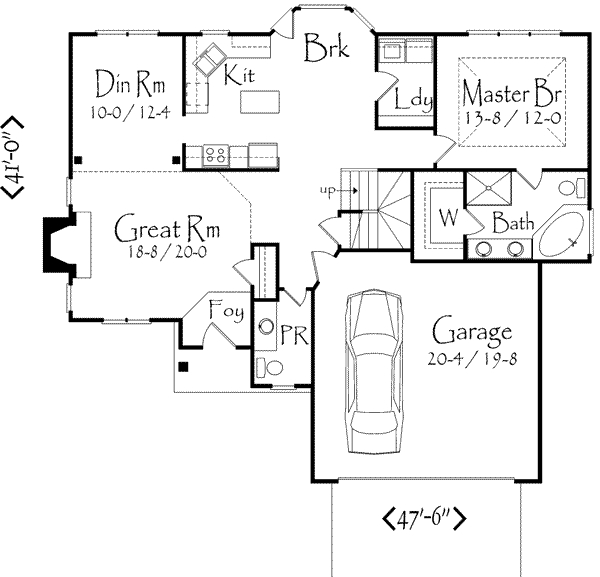 Brk
Din Rm
10-0 / 12-4
Kit
Ldy
Master Br
13-8 / 12-0
41'-0"
up
W
Bath
Great Rm
18-8 / 20-0
Foy
PR
Garage
20-4 / 19-8
47'-6"